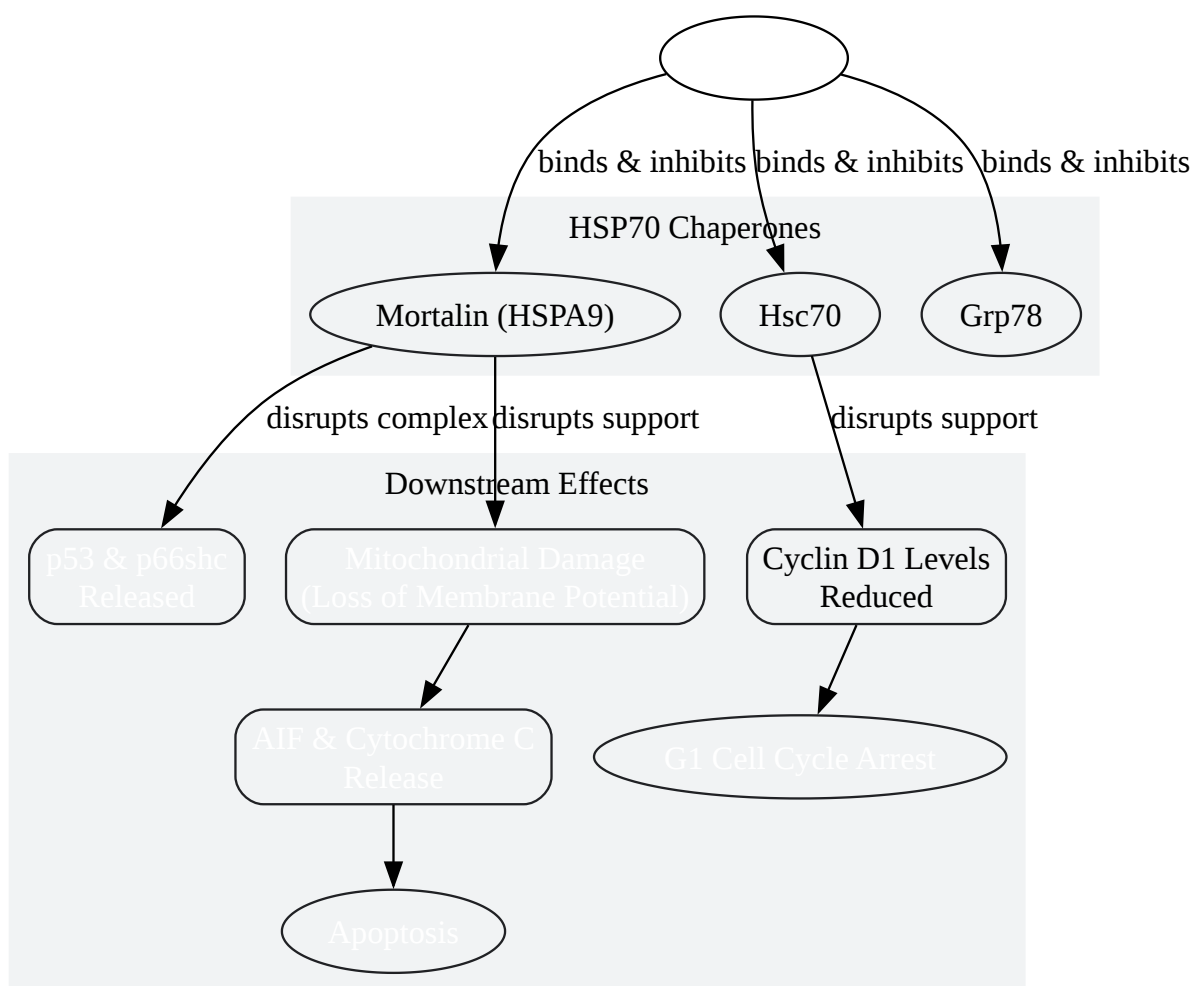 binds & inhibits
binds & inhibits
binds & inhibits
HSP70 Chaperones
Mortalin (HSPA9)
Hsc70
Grp78
disrupts complex
disrupts support
disrupts support
Downstream Effects
p53 & p66shc
Released
Mitochondrial Damage
(Loss of Membrane Potential)
Cyclin D1 Levels
Reduced
AIF & Cytochrome C
Release
G1 Cell Cycle Arrest
Apoptosis